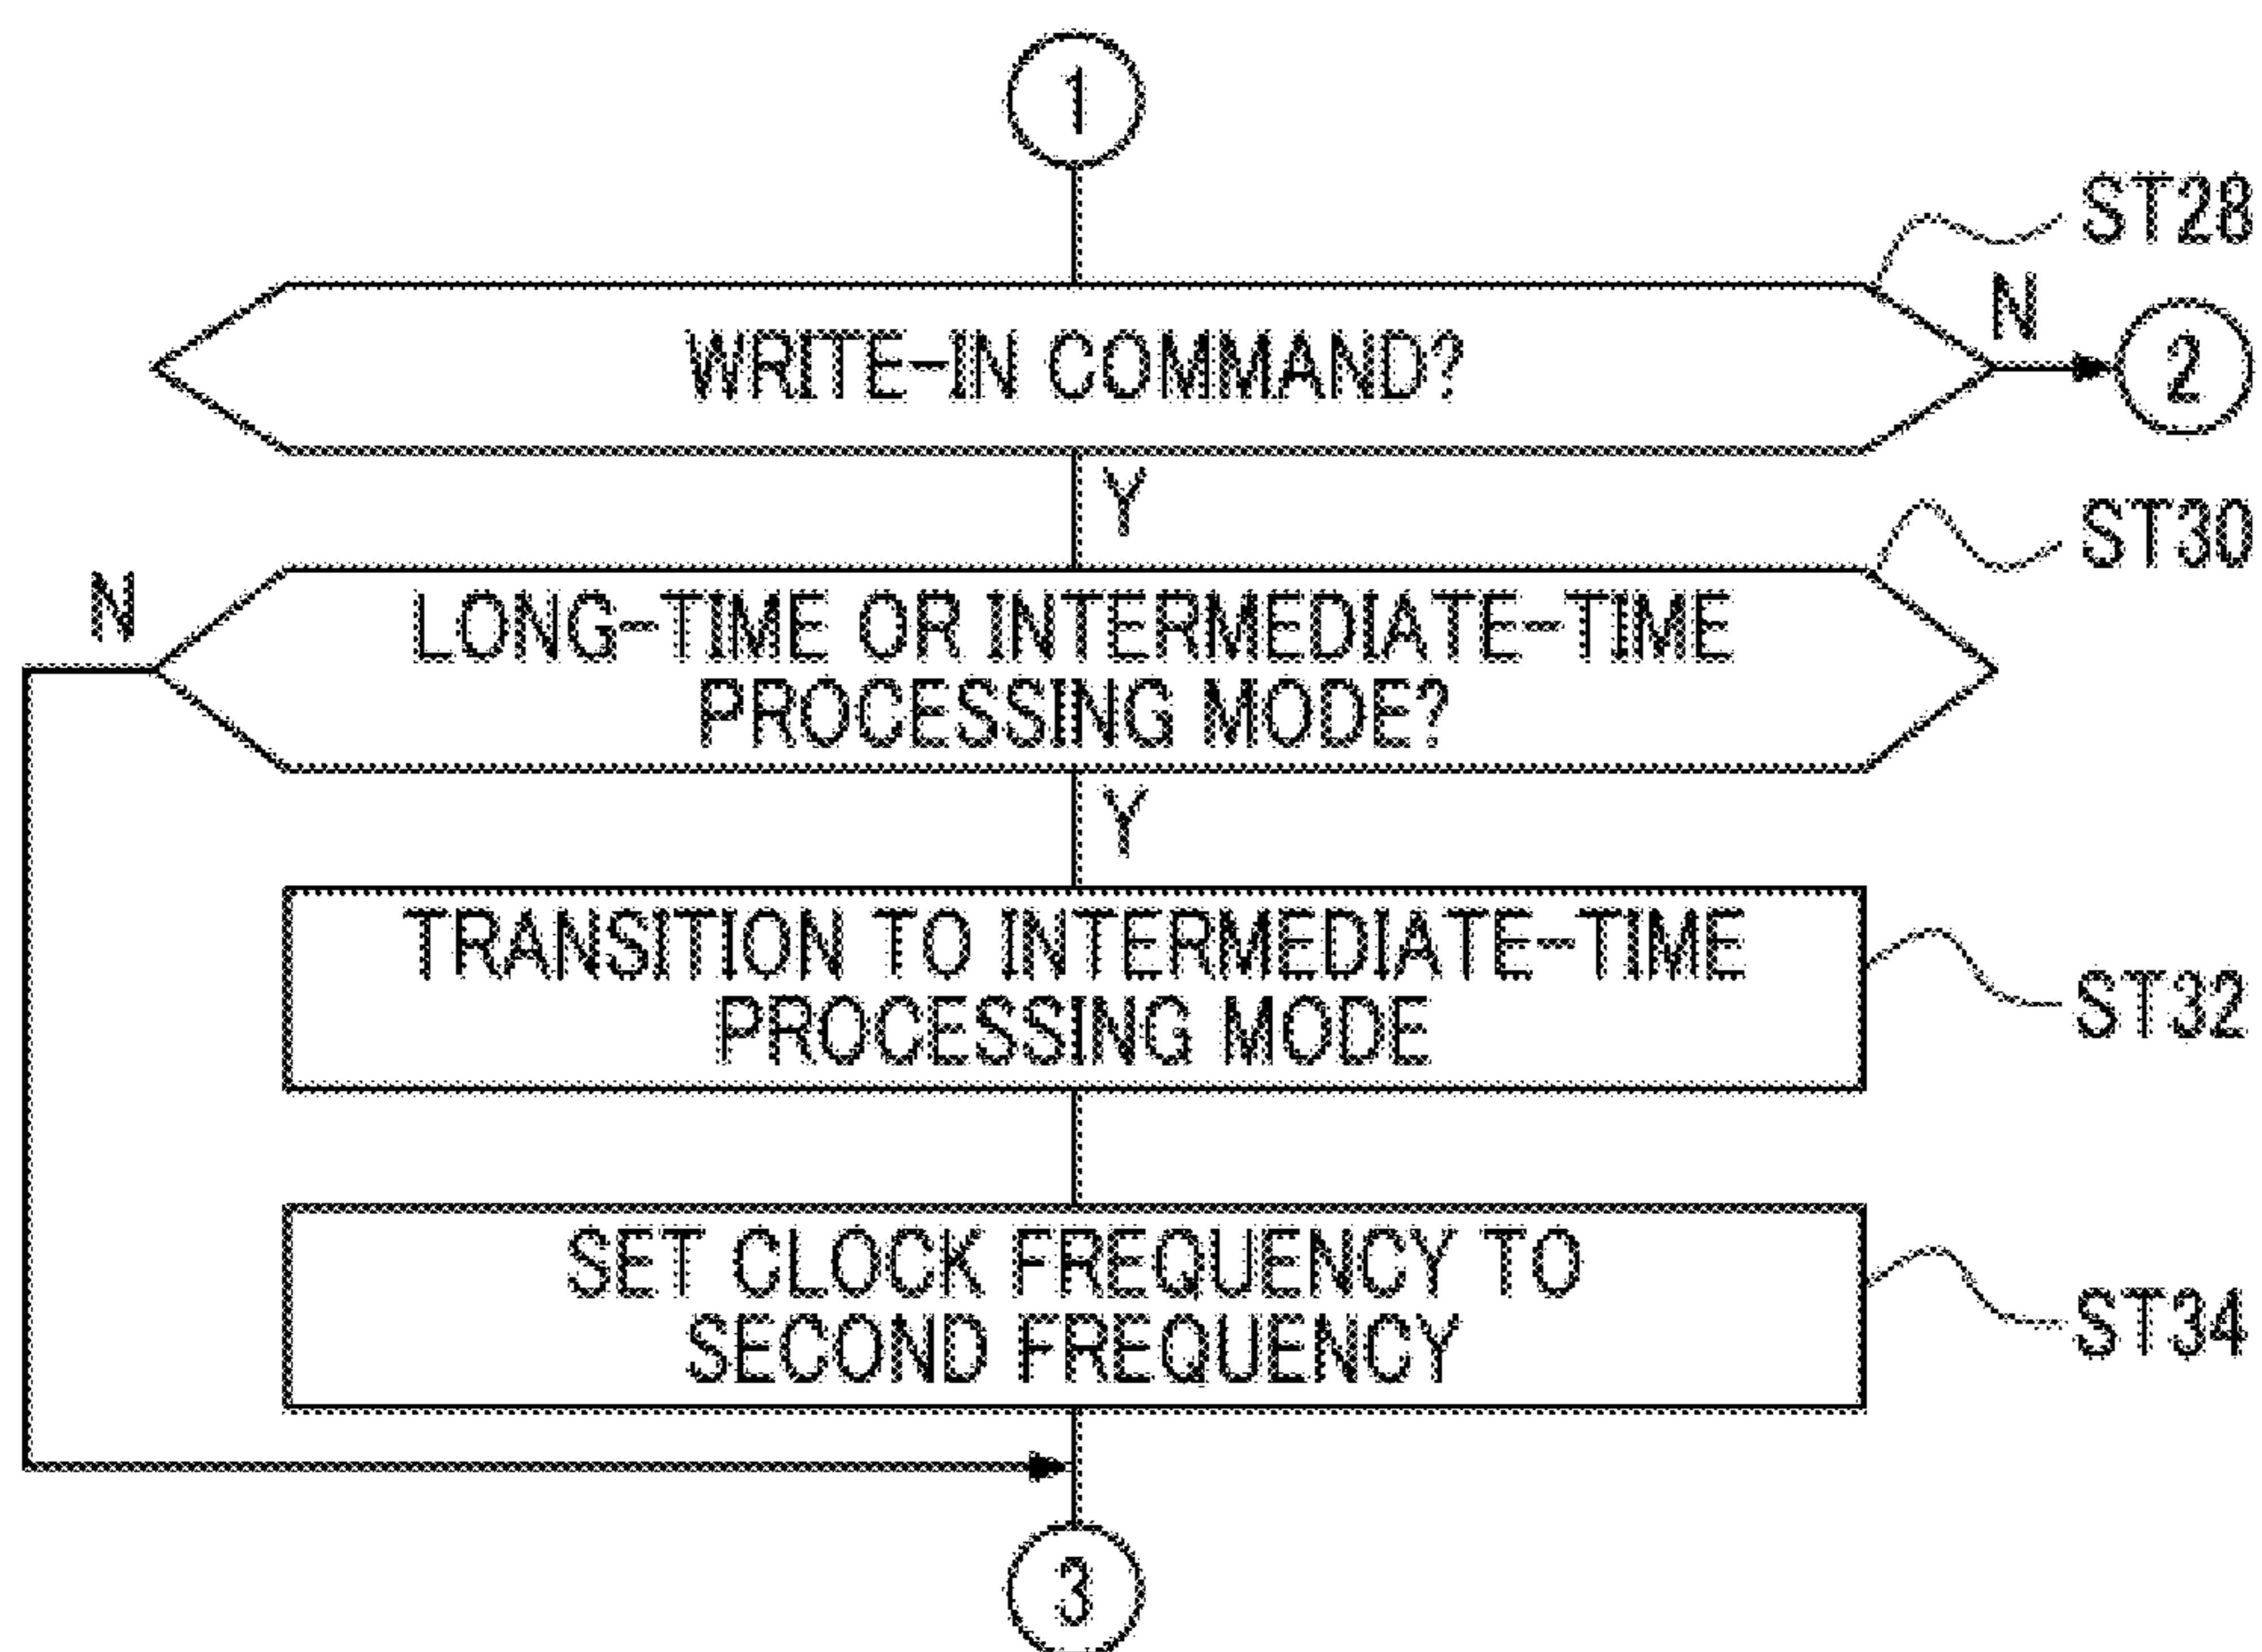 1
ST28
WRITE-IN COMMAND?
N
2
Y
ST30
N
LONG-TIME OR INTERMEDIATE-TIME
PROCESSING MODE?
Y
TRANSITION TO INTERMEDIATE-TIME
PROCESSING MODE
ST32
SET CLOCK FREQUENCY TO
SECOND FREQUENCY
ST34
3